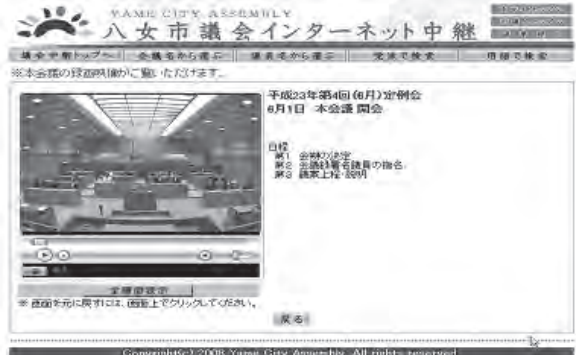 YAME CITY ASSEMBLY
八女市議会インターネット中継
議会中継トップへ 会議名から選ぶ 議員名から選ぶ 発言で検索 用語で検索
※本会議の録画映像がご覧いただけます。
平成23年第4回(6月)定例会
6月1日 本会議 開会
日程
第1 会期の決定
第2 会議録署名議員の指名
第3 議案上程・説明
全画面表示
※ 画面を元に戻すには、画面上でクリックしてください。
戻る
Copyright(c) 2008 Yame City Assembly. All rights reserved.